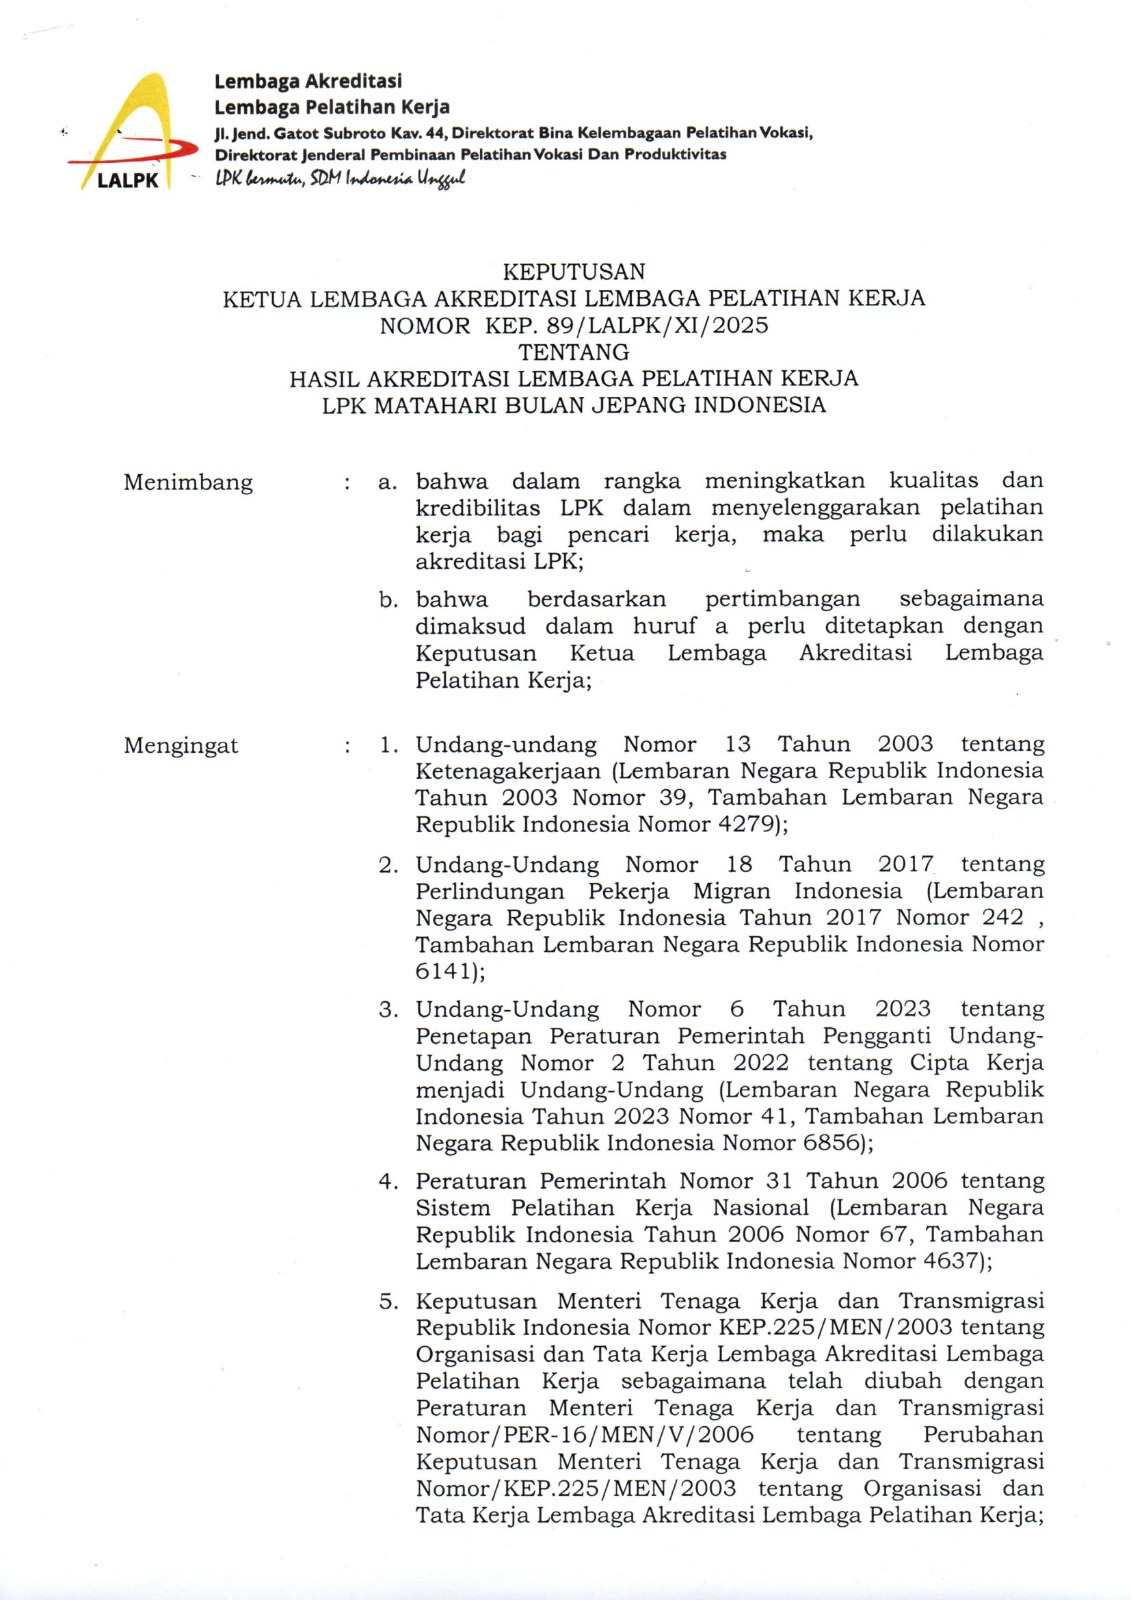 LALPK
Lembaga Akreditasi
Lembaga Pelatihan Kerja
Jl. Jend. Gatot Subroto Kav. 44, Direktorat Bina Kelembagaan Pelatihan Vokasi,
Direktorat Jenderal Pembinaan Pelatihan Vokasi Dan Produktivitas
LPK bermutu, SDM Indonesia Unggul
KEPUTUSAN
KETUA LEMBAGA AKREDITASI LEMBAGA PELATIHAN KERJA
NOMOR KEP. 89/LALPK/XI/2025
TENTANG
HASIL AKREDITASI LEMBAGA PELATIHAN KERJA
LPK MATAHARI BULAN JEPANG INDONESIA
Menimbang : a. bahwa dalam rangka meningkatkan kualitas dan
kredibilitas LPK dalam menyelenggarakan pelatihan
kerja bagi pencari kerja, maka perlu dilakukan
akreditasi LPK;
b. bahwa berdasarkan pertimbangan sebagaimana
dimaksud dalam huruf a perlu ditetapkan dengan
Keputusan Ketua Lembaga Akreditasi Lembaga
Pelatihan Kerja;
Mengingat : 1. Undang-undang Nomor 13 Tahun 2003 tentang
Ketenagakerjaan (Lembaran Negara Republik Indonesia
Tahun 2003 Nomor 39, Tambahan Lembaran Negara
Republik Indonesia Nomor 4279);
2. Undang-Undang Nomor 18 Tahun 2017 tentang
Perlindungan Pekerja Migran Indonesia (Lembaran
Negara Republik Indonesia Tahun 2017 Nomor 242 ,
Tambahan Lembaran Negara Republik Indonesia Nomor
6141);
3. Undang-Undang Nomor 6 Tahun 2023 tentang
Penetapan Peraturan Pemerintah Pengganti Undang-
Undang Nomor 2 Tahun 2022 tentang Cipta Kerja
menjadi Undang-Undang (Lembaran Negara Republik
Indonesia Tahun 2023 Nomor 41, Tambahan Lembaran
Negara Republik Indonesia Nomor 6856);
4. Peraturan Pemerintah Nomor 31 Tahun 2006 tentang
Sistem Pelatihan Kerja Nasional (Lembaran Negara
Republik Indonesia Tahun 2006 Nomor 67, Tambahan
Lembaran Negara Republik Indonesia Nomor 4637);
5. Keputusan Menteri Tenaga Kerja dan Transmigrasi
Republik Indonesia Nomor KEP.225/MEN/2003 tentang
Organisasi dan Tata Kerja Lembaga Akreditasi Lembaga
Pelatihan Kerja sebagaimana telah diubah dengan
Peraturan Menteri Tenaga Kerja dan Transmigrasi
Nomor/PER-16/MEN/V/2006 tentang Perubahan
Keputusan Menteri Tenaga Kerja dan Transmigrasi
Nomor/KEP.225/MEN/2003 tentang Organisasi dan
Tata Kerja Lembaga Akreditasi Lembaga Pelatihan Kerja;